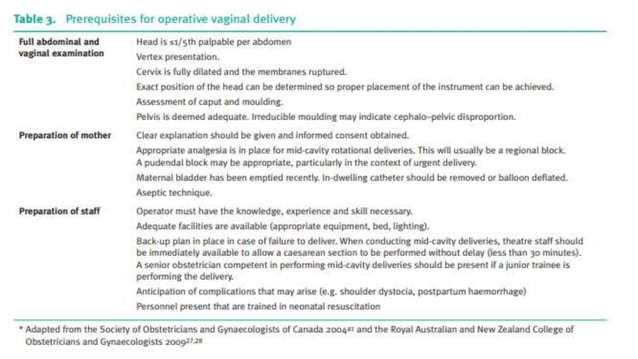 Table 3. Prerequisites for operative vaginal delivery
Full abdominal and vaginal examination
Head is ≤1/5th palpable per abdomen
Vertex presentation.
Cervix is fully dilated and the membranes ruptured.
Exact position of the head can be determined so proper placement of the instrument can be achieved.
Assessment of caput and moulding.
Pelvis is deemed adequate. Irreducible moulding may indicate cephalo–pelvic disproportion.
Preparation of mother
Clear explanation should be given and informed consent obtained.
Appropriate analgesia is in place for mid-cavity rotational deliveries. This will usually be a regional block.
A pudendal block may be appropriate, particularly in the context of urgent delivery.
Maternal bladder has been emptied recently. In-dwelling catheter should be removed or balloon deflated.
Aseptic technique.
Preparation of staff
Operator must have the knowledge, experience and skill necessary.
Adequate facilities are available (appropriate equipment, bed, lighting).
Back-up plan in place in case of failure to deliver. When conducting mid-cavity deliveries, theatre staff should
be immediately available to allow a caesarean section to be performed without delay (less than 30 minutes).
A senior obstetrician competent in performing mid-cavity deliveries should be present if a junior trainee is
performing the delivery.
Anticipation of complications that may arise (e.g. shoulder dystocia, postpartum haemorrhage)
Personnel present that are trained in neonatal resuscitation
* Adapted from the Society of Obstetricians and Gynaecologists of Canada 2004⁴¹ and the Royal Australian and New Zealand College of
Obstetricians and Gynaecologists 2009²⁷,²⁸